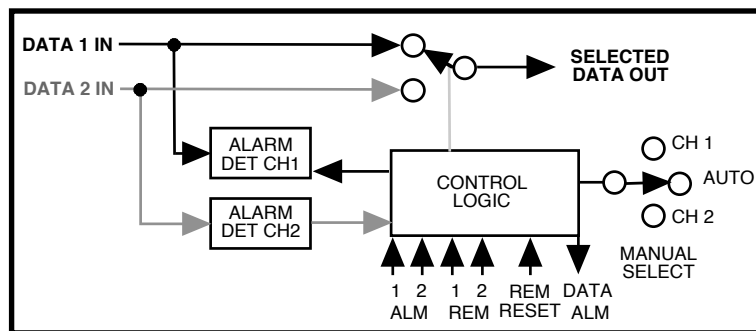 DATA 1 IN
SELECTED
DATA OUT
DATA 2 IN
ALARM
DET CH1
CONTROL
LOGIC
CH 1
AUTO
CH 2
ALARM
DET CH2
MANUAL
SELECT
1 2 1 2 REM DATA
ALM REM RESET ALM